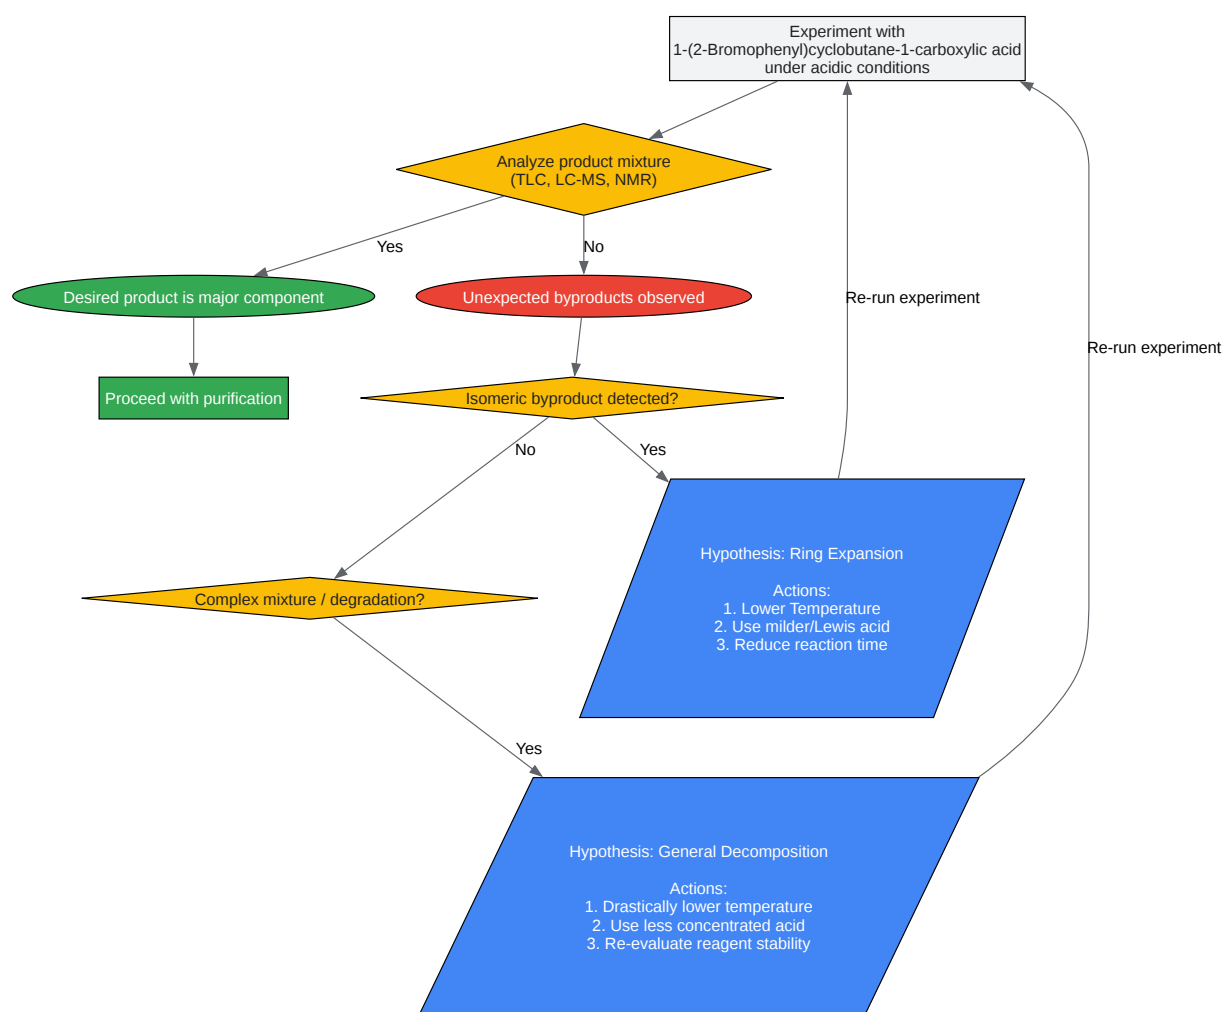 Experiment with
1-(2-Bromophenyl)cyclobutane-1-carboxylic acid
under acidic conditions
Analyze product mixture
(TLC, LC-MS, NMR)
Yes
No
Desired product is major component
Unexpected byproducts observed
Re-run experiment
Re-run experiment
Proceed with purification
Isomeric byproduct detected?
No
Yes
Hypothesis: Ring Expansion
Actions:
1. Lower Temperature
2. Use milder/Lewis acid
3. Reduce reaction time
Complex mixture / degradation?
Yes
Hypothesis: General Decomposition
Actions:
1. Drastically lower temperature
2. Use less concentrated acid
3. Re-evaluate reagent stability